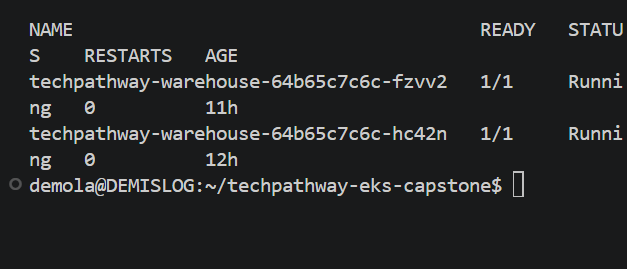 NAME READY STATU
S RESTARTS AGE
techpathway-warehouse-64b65c7c6c-fzvv2 1/1 Runni
ng 0 11h
techpathway-warehouse-64b65c7c6c-hc42n 1/1 Runni
ng 0 12h
demola@DEMISLOG:~/techpathway-eks-capstone$